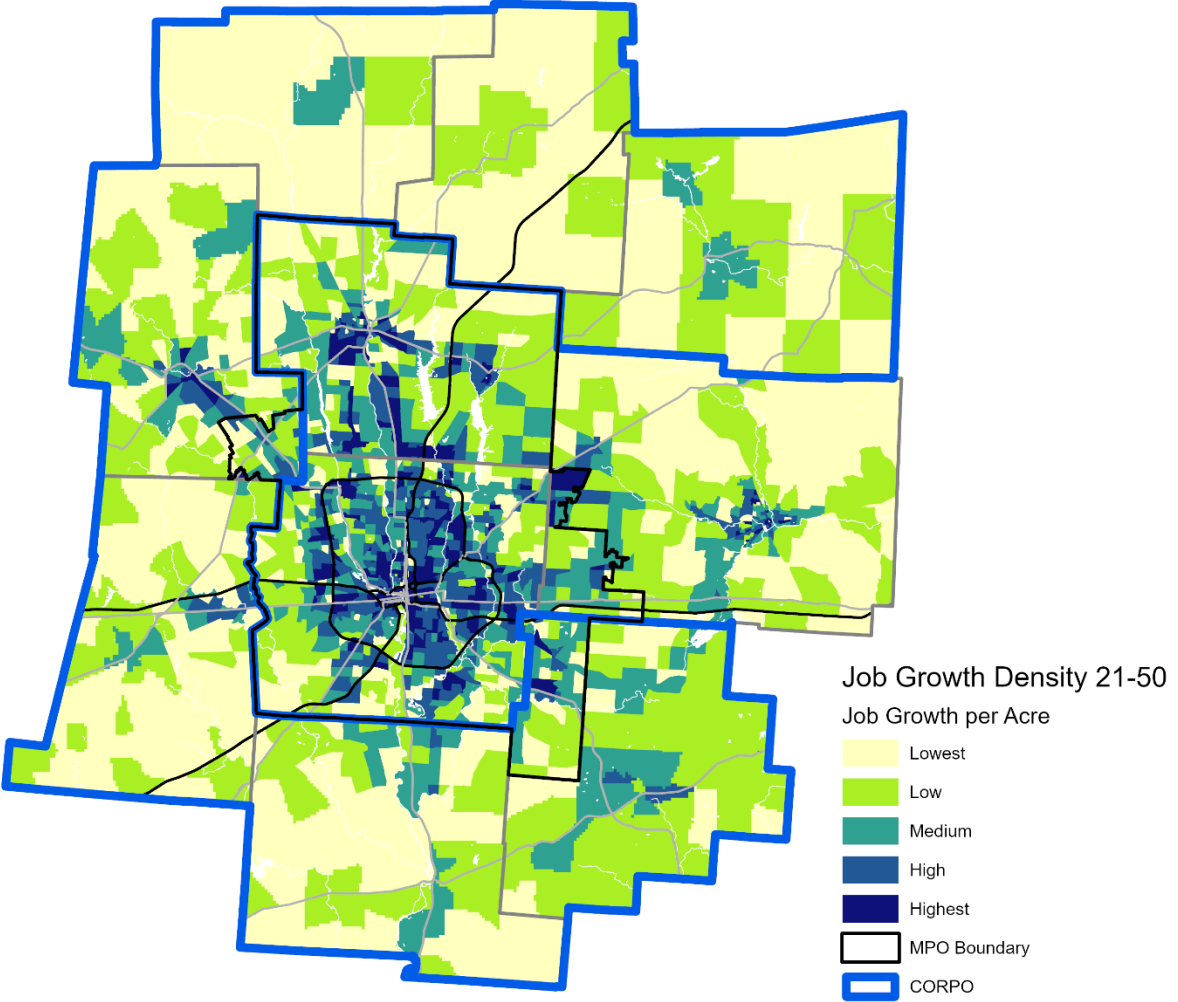 Job Growth Density 21-50
Job Growth per Acre
Lowest
Low
Medium
High
Highest
MPO Boundary
CORPO